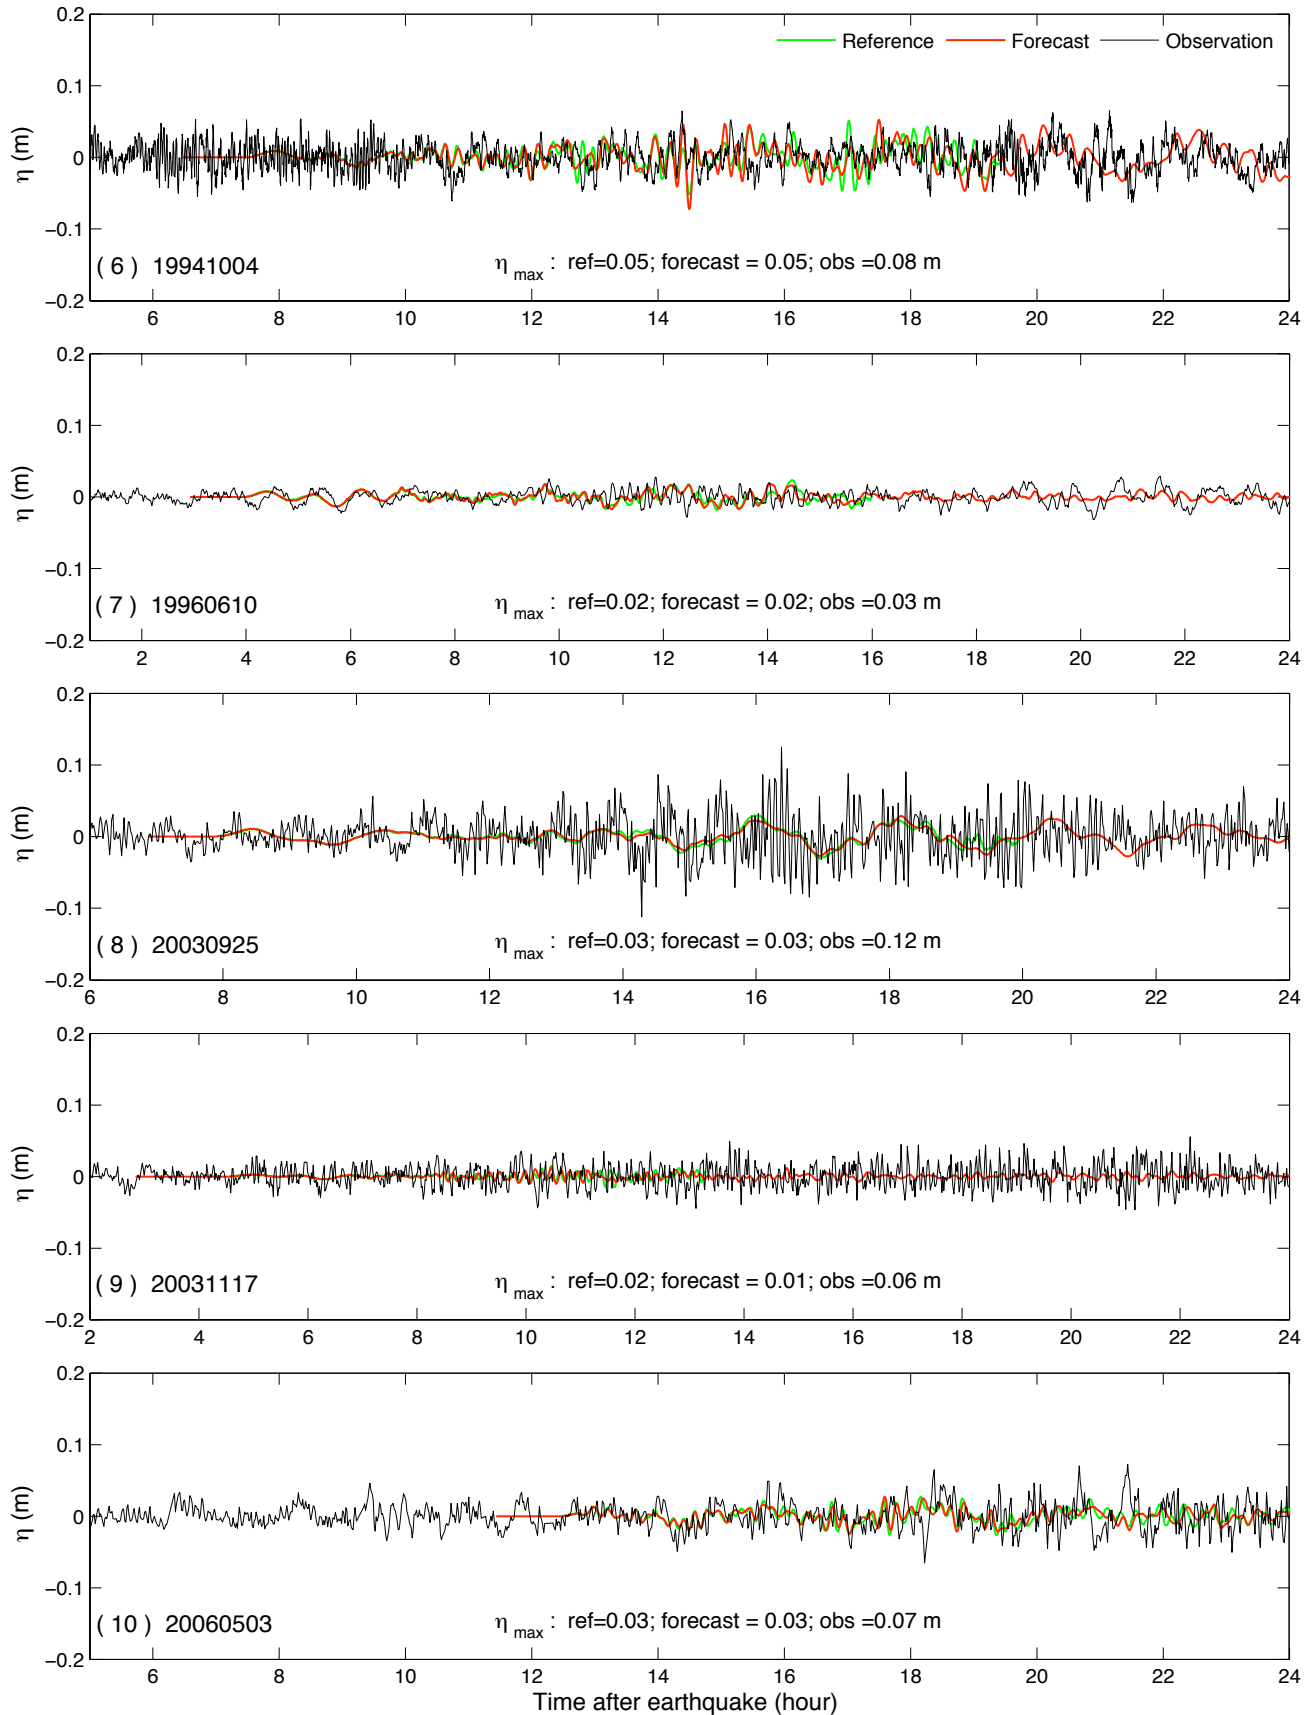 0.2
Reference Forecast Observation
0.1
η (m)
0
−0.1
( 6 ) 19941004
η max : ref=0.05; forecast = 0.05; obs =0.08 m
−0.2
6 8 10 12 14 16 18 20 22 24
0.2
0.1
η (m)
0
−0.1
( 7 ) 19960610
η max : ref=0.02; forecast = 0.02; obs =0.03 m
−0.2
2 4 6 8 10 12 14 16 18 20 22 24
0.2
0.1
η (m)
0
−0.1
( 8 ) 20030925
η max : ref=0.03; forecast = 0.03; obs =0.12 m
−0.2
6 8 10 12 14 16 18 20 22 24
0.2
0.1
η (m)
0
−0.1
( 9 ) 20031117
η max : ref=0.02; forecast = 0.01; obs =0.06 m
−0.2
2 4 6 8 10 12 14 16 18 20 22 24
0.2
0.1
η (m)
0
−0.1
( 10 ) 20060503
η max : ref=0.03; forecast = 0.03; obs =0.07 m
−0.2
6 8 10 12 14 16 18 20 22 24
Time after earthquake (hour)